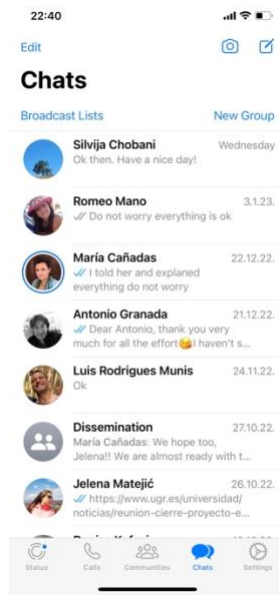 22:40
Edit
Chats
Broadcast Lists New Group
Silvija Chobani Wednesday
Ok then. Have a nice day!
Romeo Mano 3.1.23.
Do not worry everything is ok
María Cañadas 22.12.22.
I told her and explaned
everything do not worry
Antonio Granada 21.12.22.
Dear Antonio, thank you very
much for all the effort😘I haven't s...
Luis Rodrigues Munis 24.11.22.
Ok
Dissemination 27.10.22.
María Cañadas: We hope too,
Jelena!! We are almost ready with t...
Jelena Matejić 26.10.22.
https://www.ugr.es/universidad/
noticias/reunion-cierre-proyecto-e...
Status Calls Communities Chats Settings